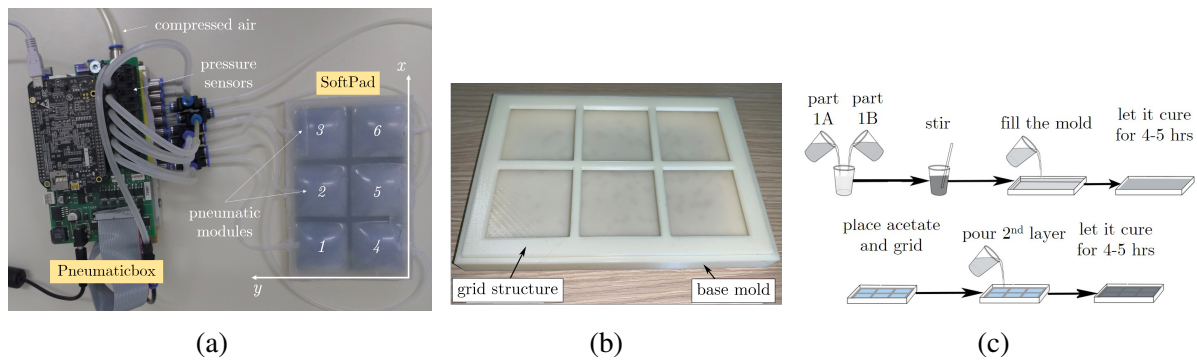 compressed air
pressure
sensors
SoftPad
x
3
6
2
5
pneumatic
modules
1
4
Pneumaticbox
y
grid structure
base mold
part
1A
part
1B
stir
fill the mold
let it cure
for 4-5 hrs
place acetate
and grid
pour 2nd layer
let it cure
for 4-5 hrs
(a)
(b)
(c)